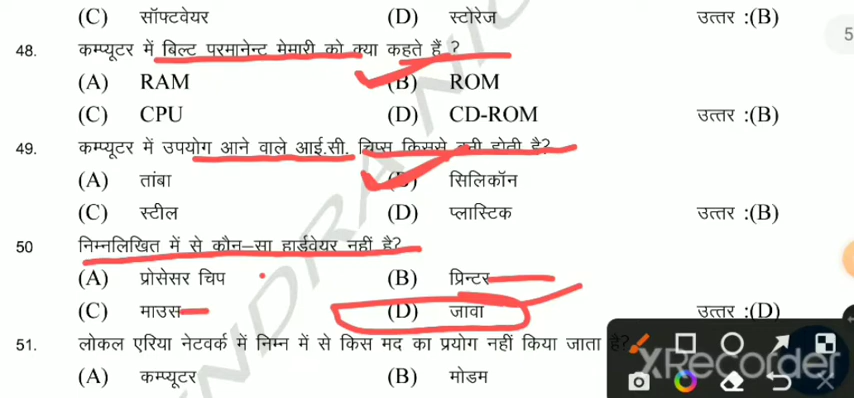 (C) सॉफ्टवेयर (D) स्टोरेज उत्तर :(B)
5
48. कम्प्यूटर में बिल्ट परमानेन्ट मेमारी को क्या कहते हैं ?
(A) RAM (B) ROM
(C) CPU (D) CD-ROM उत्तर :(B)
49. कम्प्यूटर में उपयोग आने वाले आई.सी. चिप्स किससे बनी होती है?
(A) तांबा (B) सिलिकॉन
(C) स्टील (D) प्लास्टिक उत्तर :(B)
50 निम्नलिखित में से कौन–सा हार्डवेयर नहीं है?
(A) प्रोसेसर चिप (B) प्रिन्टर
(C) माउस (D) जावा उत्तर :(D)
51. लोकल एरिया नेटवर्क में निम्न में से किस मद का प्रयोग नहीं किया जाता है?
(A) कम्प्यूटर (B) मोडम
XRecorder